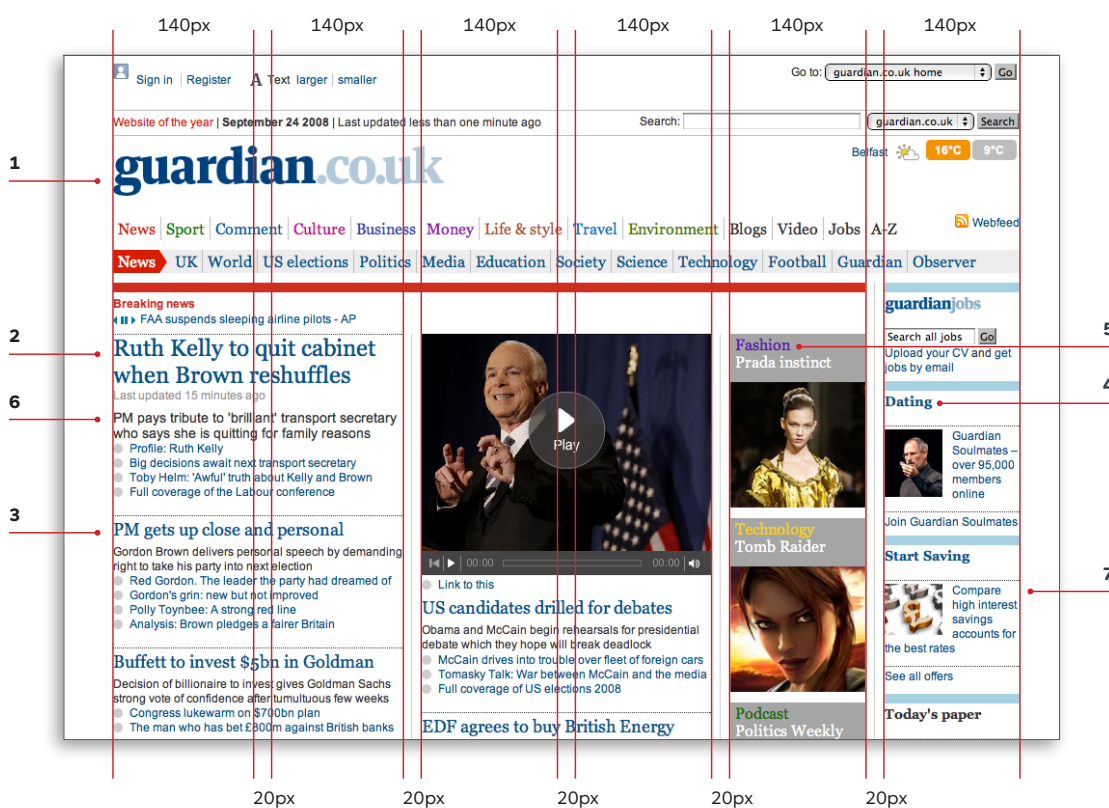 140px 140px 140px 140px 140px 140px
Sign in Register A Text larger smaller
Go to: guardian.co.uk home Go
Website of the year | September 24 2008 | Last updated less than one minute ago
Search: guardian.co.uk Search
1
guardian.co.uk
Belfast 16°C 9°C
News Sport Comment Culture Business Money Life & style Travel Environment Blogs Video Jobs A-Z
Webfeed
News UK World US elections Politics Media Education Society Science Technology Football Guardian Observer
Breaking news
FAA suspends sleeping airline pilots - AP
2
Ruth Kelly to quit cabinet
when Brown reshuffles
Last updated 15 minutes ago
6
PM pays tribute to 'brilliant' transport secretary
who says she is quitting for family reasons
Profile: Ruth Kelly
Big decisions await next transport secretary
Toby Helm: 'Awful' truth about Kelly and Brown
Full coverage of the Labour conference
3
PM gets up close and personal
Gordon Brown delivers personal speech by demanding
right to take his party into next election
Red Gordon. The leader the party had dreamed of
Gordon's grin: new but not improved
Polly Toynbee: A strong red line
Analysis: Brown pledges a fairer Britain
Buffett to invest $5bn in Goldman
Decision of billionaire to invest gives Goldman Sachs
strong vote of confidence after tumultuous few weeks
Congress lukewarm on $700bn plan
The man who has bet £800m against British banks
Play
00:00 00:00
Link to this
US candidates drilled for debates
Obama and McCain begin rehearsals for presidential
debate which they hope will break deadlock
McCain drives into trouble over fleet of foreign cars
Tomasky Talk: War between McCain and the media
Full coverage of US elections 2008
EDF agrees to buy British Energy
Fashion
Prada instinct
Technology
Tomb Raider
Podcast
Politics Weekly
guardianjobs
Search all jobs Go
Upload your CV and get
jobs by email
5
4
Dating
Guardian
Soulmates –
over 95,000
members
online
Join Guardian Soulmates
Start Saving
7
Compare
high interest
savings
accounts for
the best rates
See all offers
Today's paper
20px 20px 20px 20px 20px